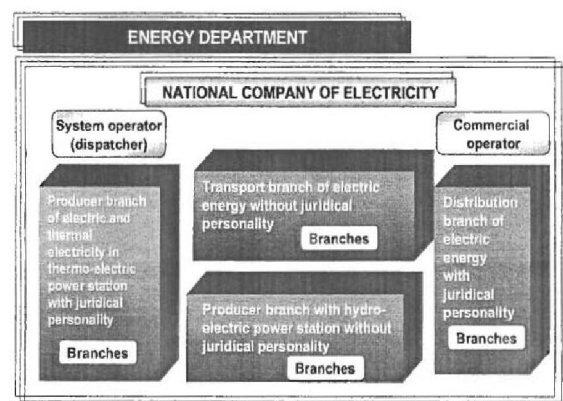 ENERGY DEPARTMENT
NATIONAL COMPANY OF ELECTRICITY
System operator
(dispatcher)
Commercial
operator
Producer branch
of electric and
thermal
electricity in
thermo-electric
power station
with juridical
personality
Branches
Transport branch of electric
energy without juridical
personality
Branches
Producer branch with hydro-
electric power station without
juridical personality
Branches
Distribution
branch of
electric
energy
with
juridical
personality
Branches